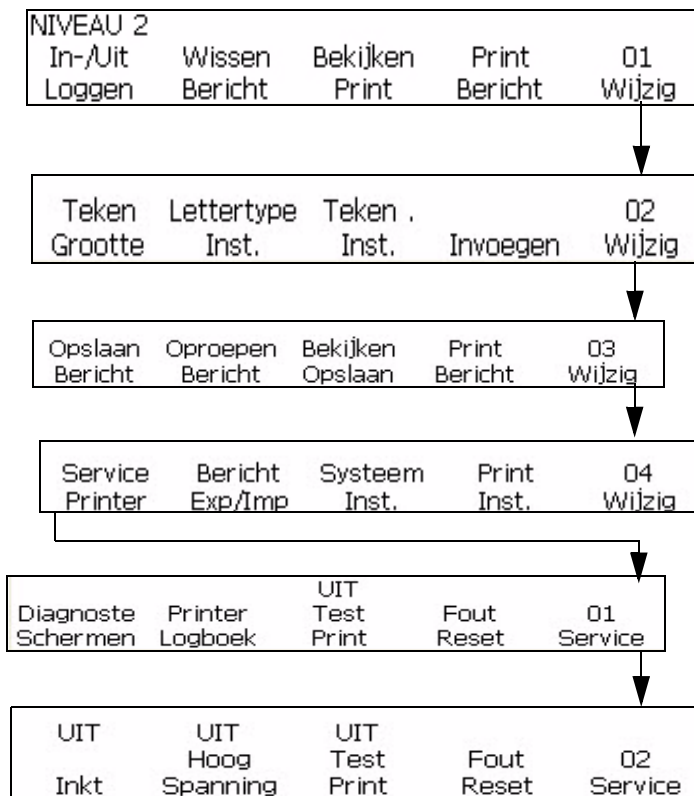 NIVEAU 2
In-/Uit Wissen Bekijken Print 01
Loggen Bericht Print Bericht Wijzig
Teken Lettertype Teken . 02
Grootte Inst. Inst. Invoegen Wijzig
Opslaan Oproepen Bekijken Print 03
Bericht Bericht Opslaan Bericht Wijzig
Service Bericht Systeem Print 04
Printer Exp/Imp Inst. Inst. Wijzig
UIT
Diagnoste Printer Test Fout 01
Schermen Logboek Print Reset Service
UIT UIT UIT
Hoog Test Fout 02
Inkt Spanning Print Reset Service